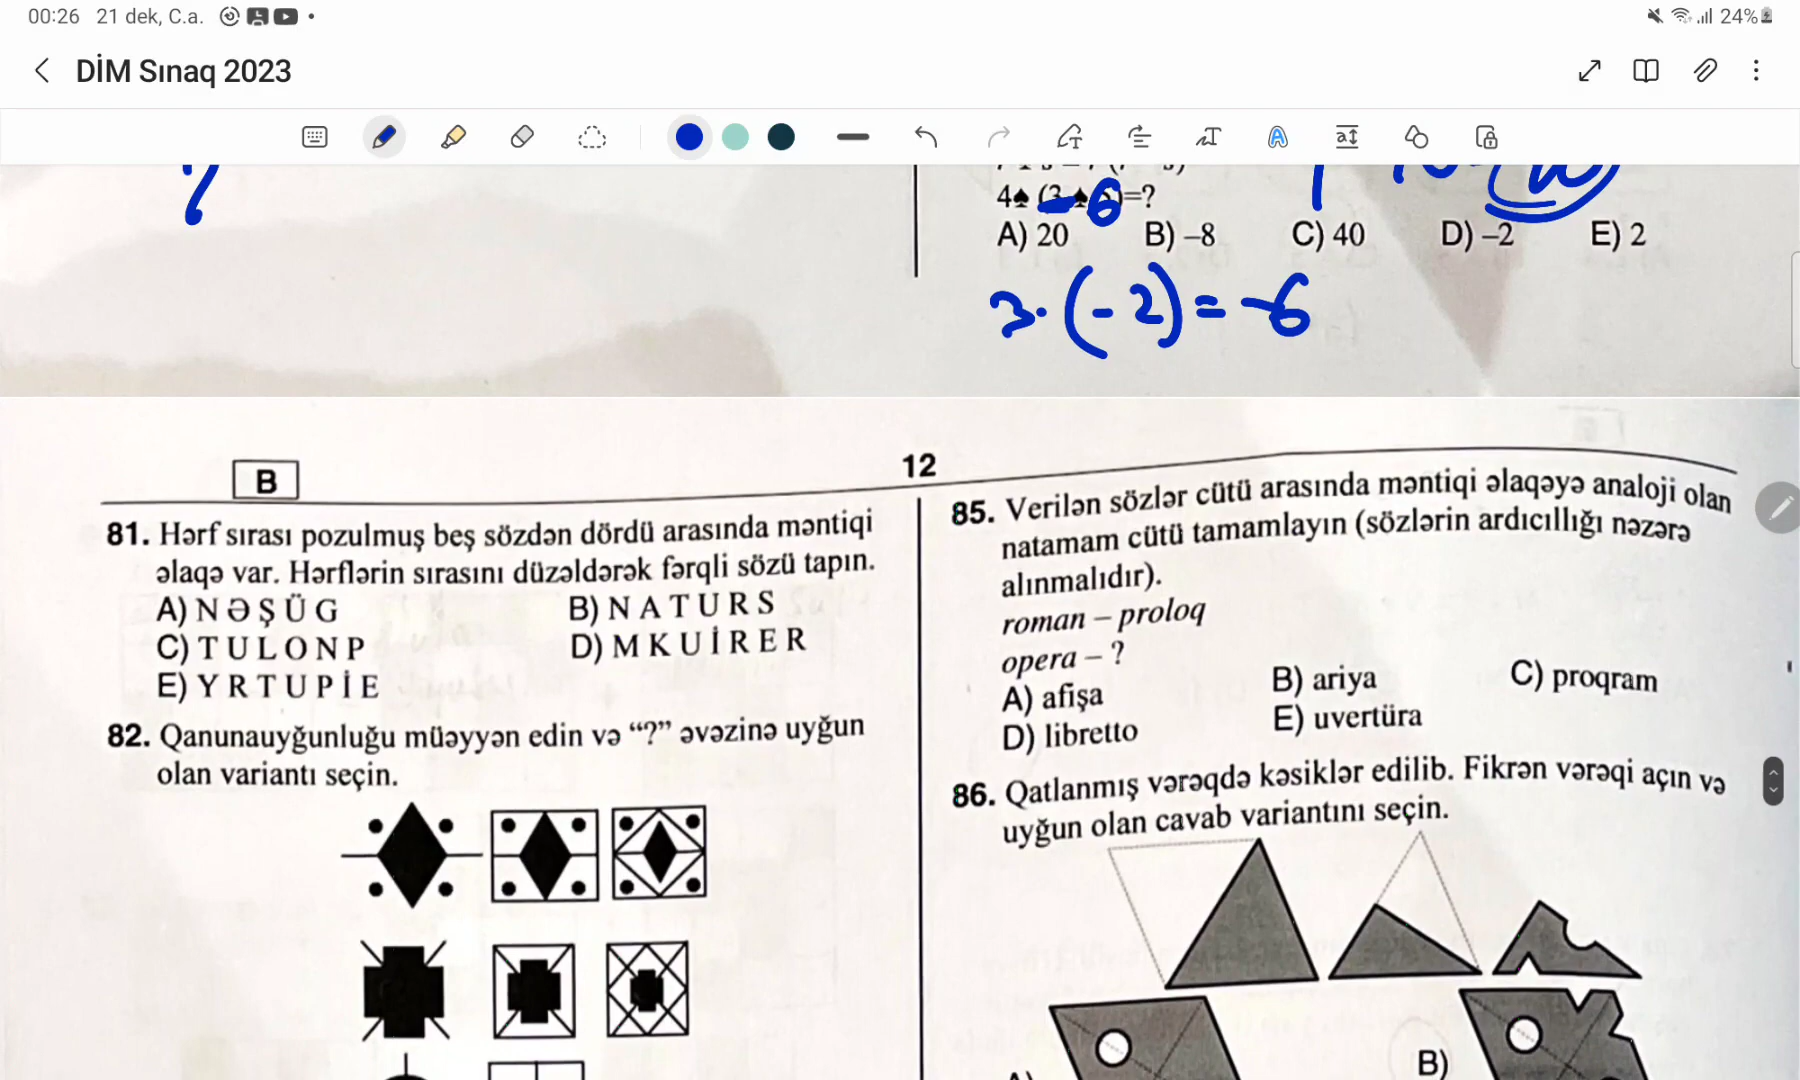 00:26 21 dek, C.a.
24%
DİM Sınaq 2023
4♠ (3 ♠ )=?
6
A) 20 B) –8 C) 40 D) –2 E) 2
3·(-2)=-6
B
12
81. Hərf sırası pozulmuş beş sözdən dördü arasında məntiqi
əlaqə var. Hərflərin sırasını düzəldərək fərqli sözü tapın.
A) N Ə Ş Ü G B) N A T U R S
C) T U L O N P D) M K U İ R E R
E) Y R T U P İ E
82. Qanunauyğunluğu müəyyən edin və “?” əvəzinə uyğun
olan variantı seçin.
85. Verilən sözlər cütü arasında məntiqi əlaqəyə analoji olan
natamam cütü tamamlayın (sözlərin ardıcıllığı nəzərə
alınmalıdır).
roman – proloq
opera – ?
A) afişa B) ariya C) proqram
D) libretto E) uvertüra
86. Qatlanmış vərəqdə kəsiklər edilib. Fikrən vərəqi açın və
uyğun olan cavab variantını seçin.
B)